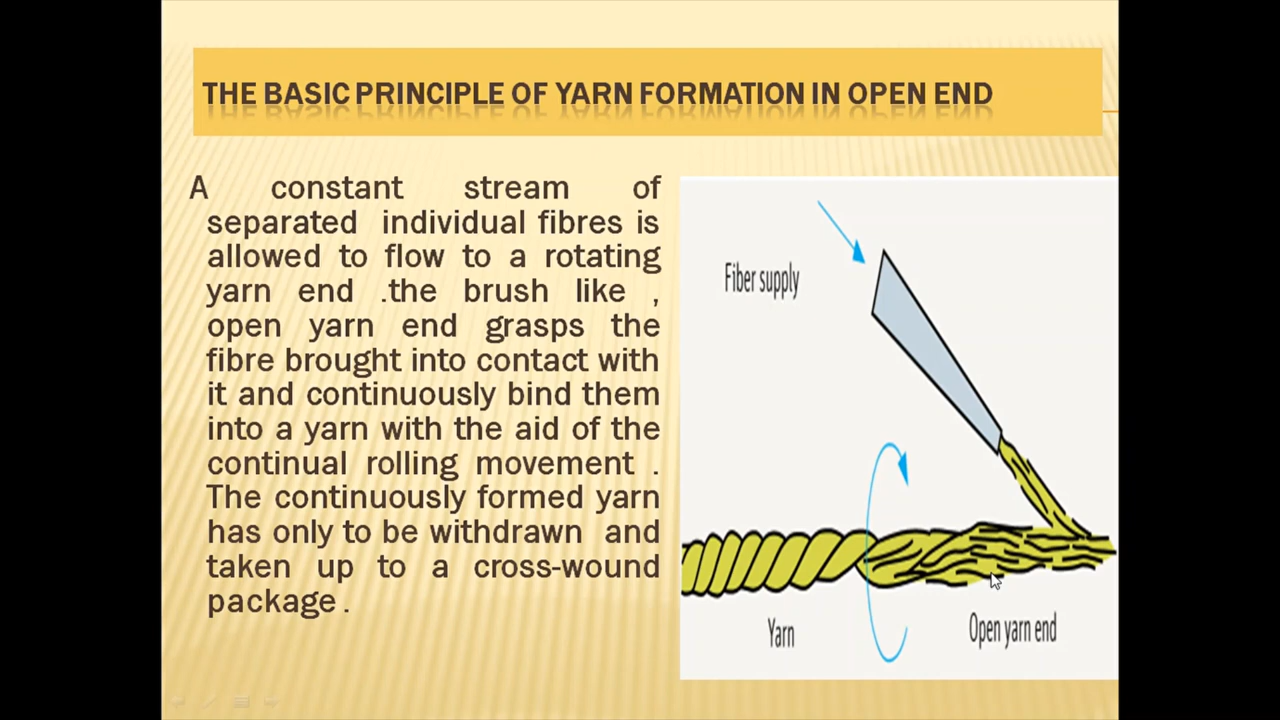 THE BASIC PRINCIPLE OF YARN FORMATION IN OPEN END
A constant stream of
separated individual fibres is
allowed to flow to a rotating
yarn end .the brush like ,
open yarn end grasps the
fibre brought into contact with
it and continuously bind them
into a yarn with the aid of the
continual rolling movement .
The continuously formed yarn
has only to be withdrawn and
taken up to a cross-wound
package .
Fiber supply
Yarn
Open yarn end